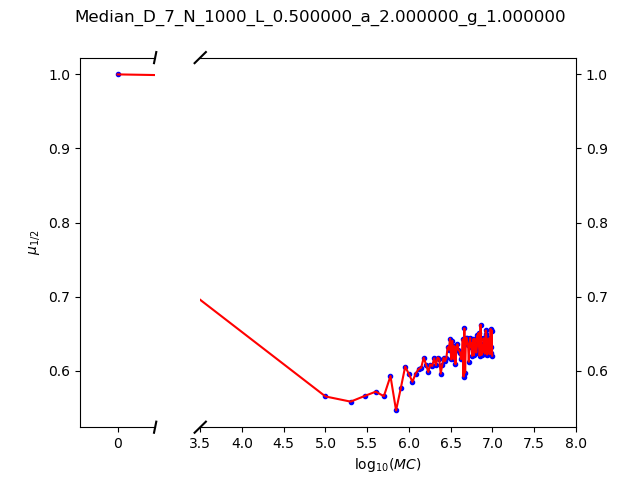 Median_D_7_N_1000_L_0.500000_a_2.000000_g_1.000000
1.0 1.0
0.9 0.9
0.8 0.8
0.7 0.7
0.6 0.6
μ1/2
0 3.5 4.0 4.5 5.0 5.5 6.0 6.5 7.0 7.5 8.0
log10(MC)